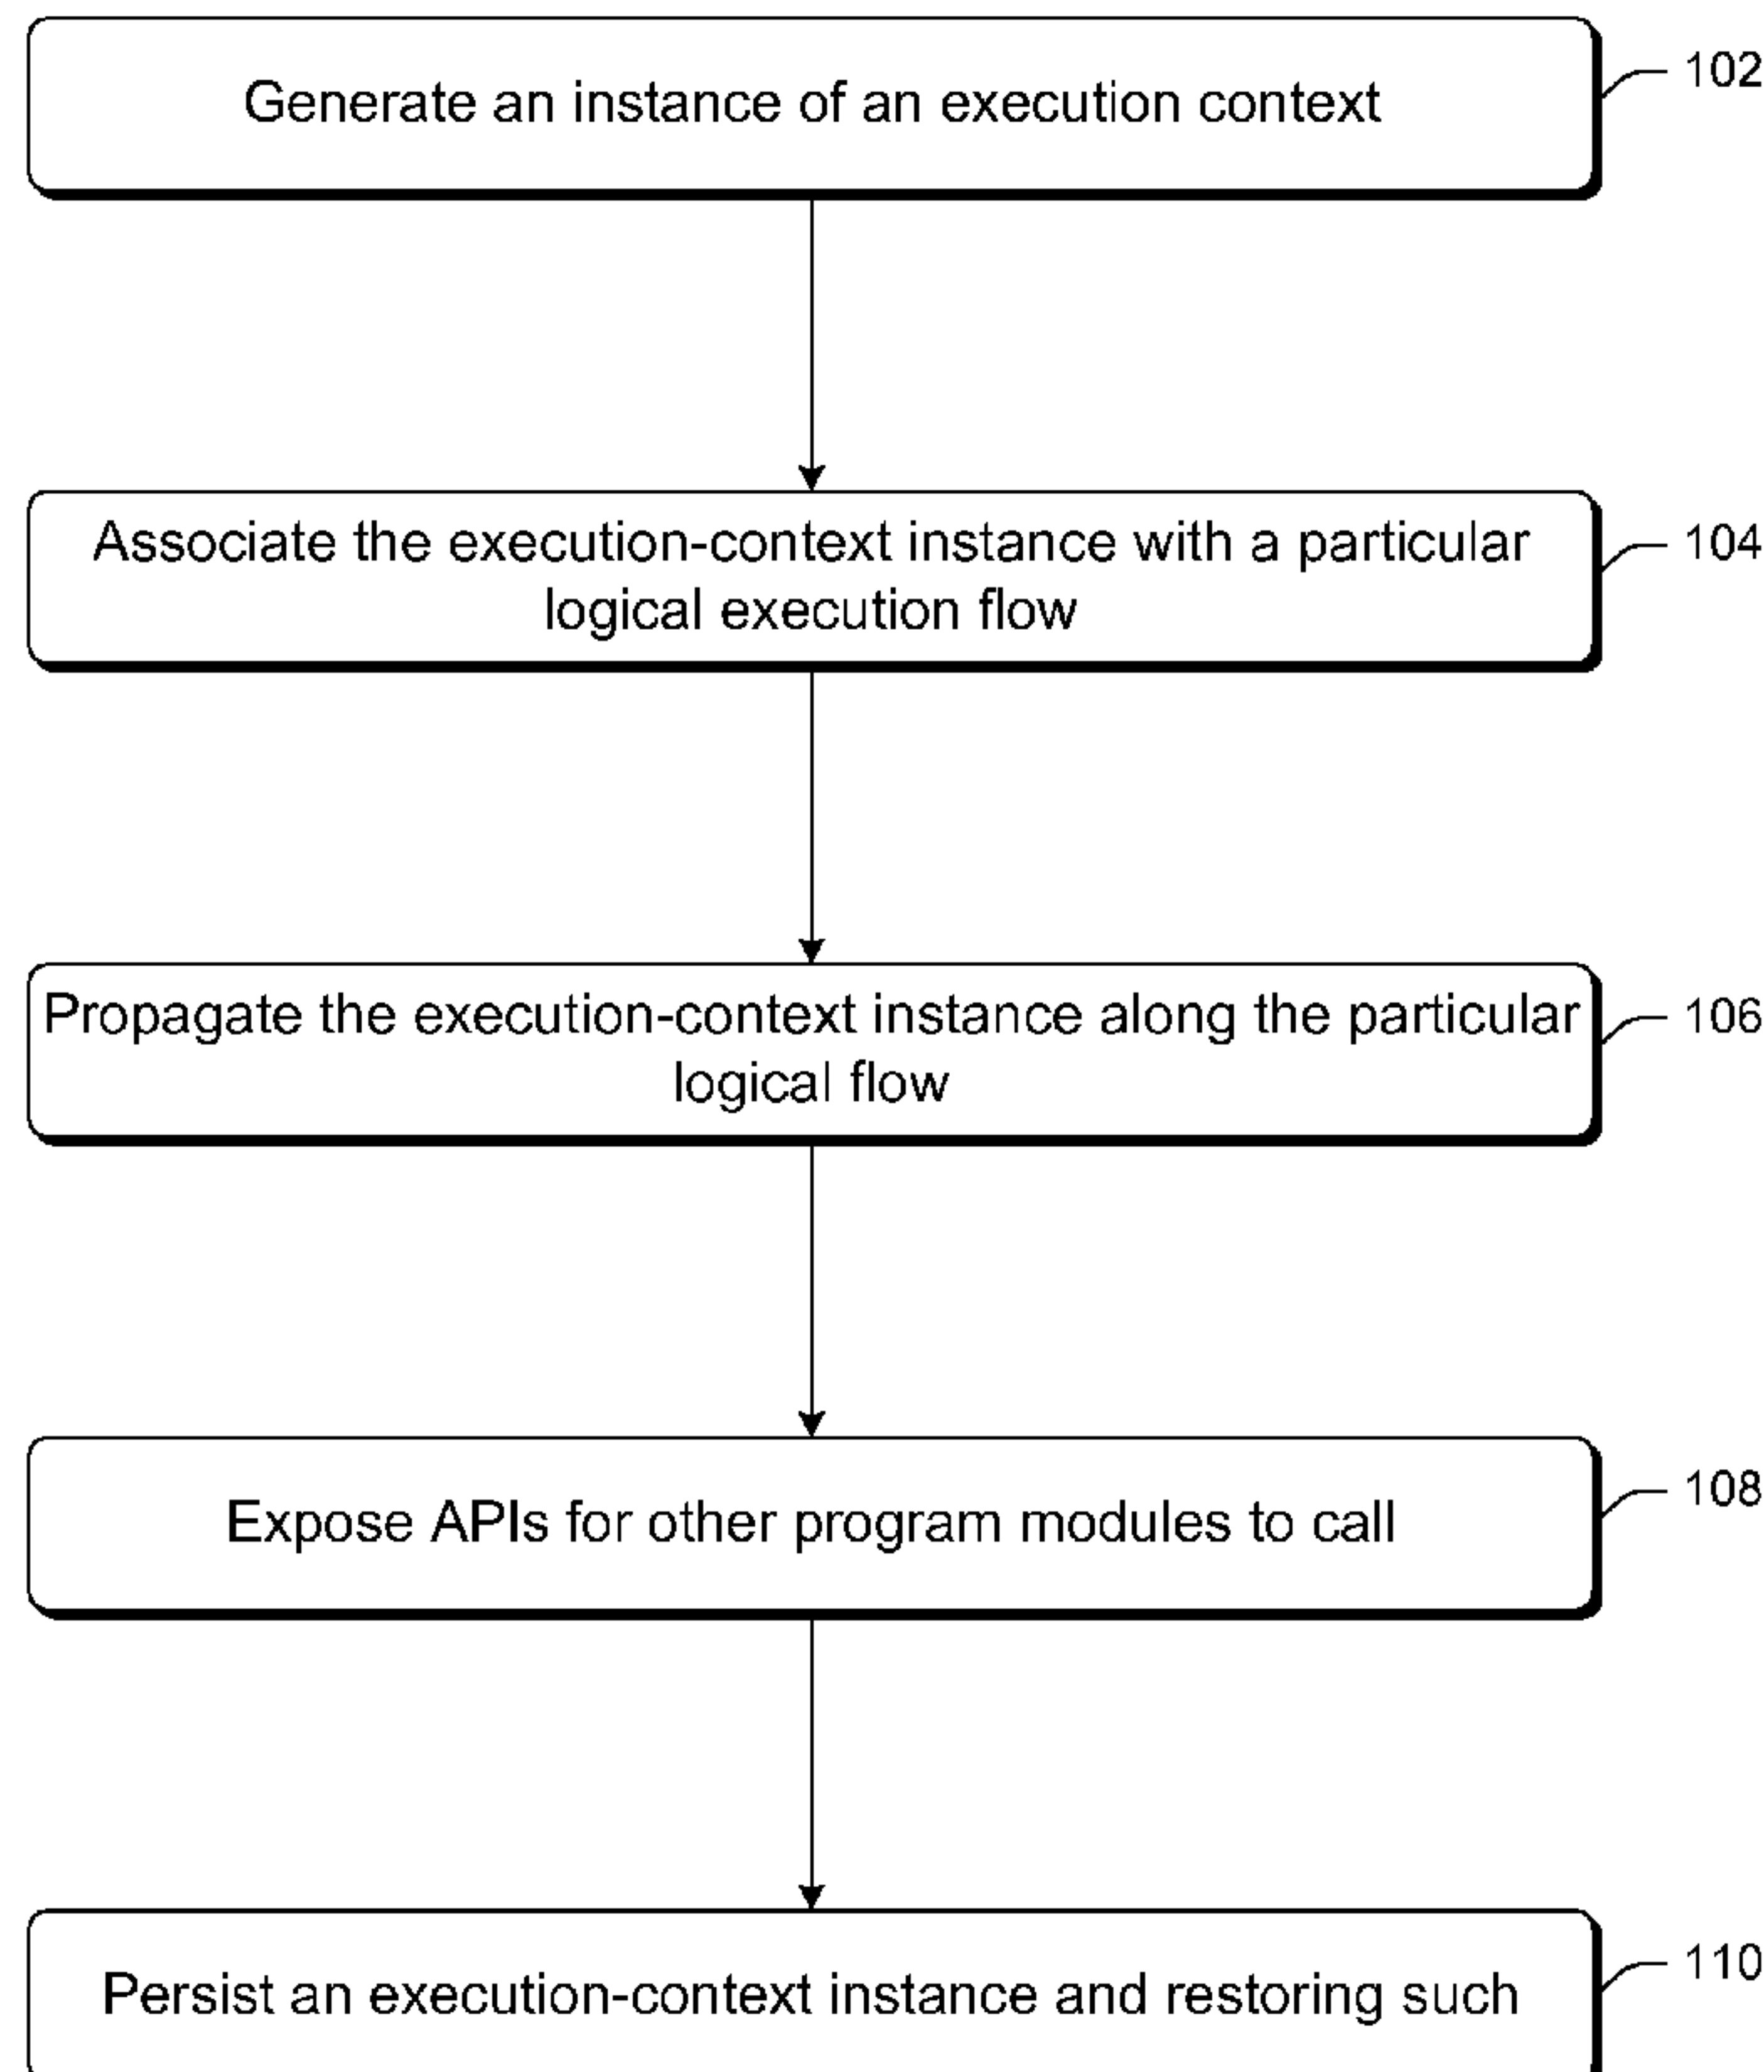 Generate an instance of an execution context
102
Associate the execution-context instance with a particular
logical execution flow
104
Propagate the execution-context instance along the particular
logical flow
106
Expose APIs for other program modules to call
108
Persist an execution-context instance and restoring such
110